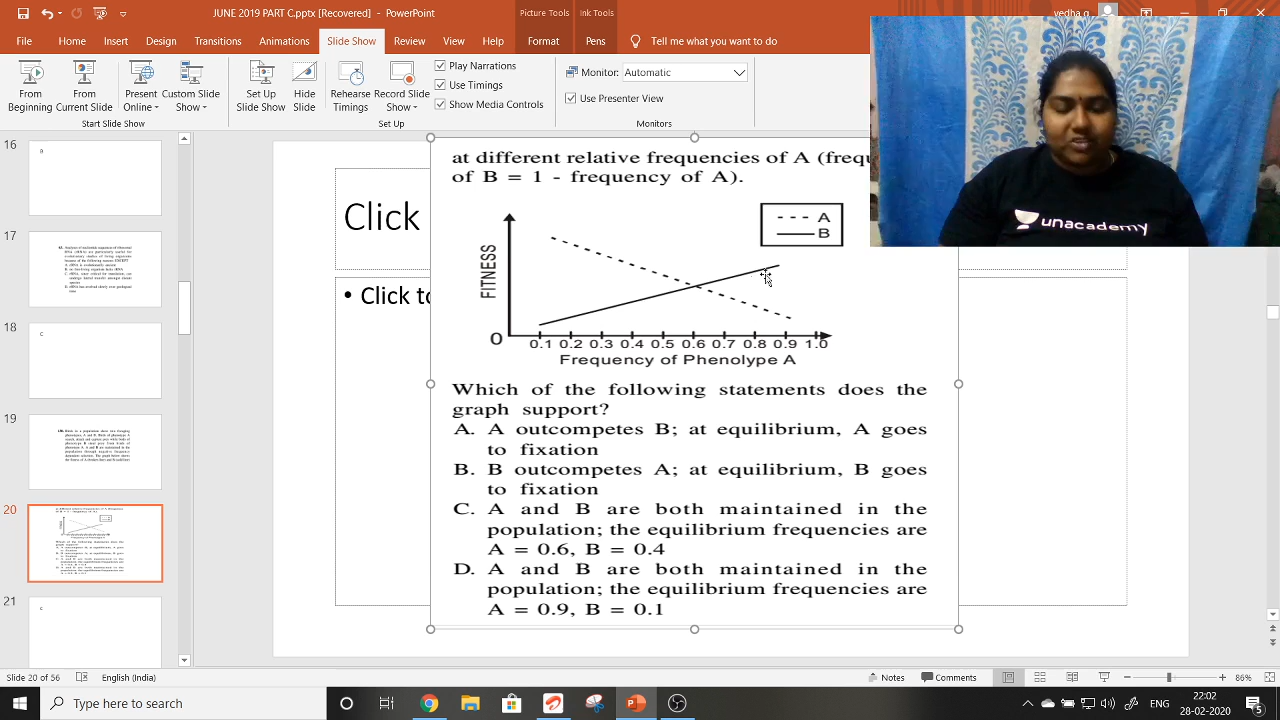 JUNE 2019 PART C.pptx [Recovered]
Picture Tools
Ink Tools
vedha
File Home Insert Design Transitions Animations Slide Show Review View Help Format Pens Tell me what you want to do
From Beginning
From Current Slide
Present Online
Custom Slide Show
Set Up Slide Show
Hide Slide
Rehearse Timings
Record Slide Show
Play Narrations
Use Timings
Show Media Controls
Monitor: Automatic
Use Presenter View
Start Slide Show
Set Up
Monitors
16
17
18
19
20
21
Click
• Click to
at different relative frequencies of A (frequ
of B = 1 - frequency of A).
A
B
FITNESS
O
0.1 0.2 0.3 0.4 0.5 0.6 0.7 0.8 0.9 1.0
Frequency of Phenolype A
Which of the following statements does the
graph support?
A. A outcompetes B; at equilibrium, A goes
to fixation
B. B outcompetes A; at equilibrium, B goes
to fixation
C. A and B are both maintained in the
population; the equilibrium frequencies are
A = 0.6, B = 0.4
D. A and B are both maintained in the
population; the equilibrium frequencies are
A = 0.9, B = 0.1
unacademy
Slide 20 of 56
English (India)
Notes
Comments
86%
Type here to search
22:02
28-02-2020